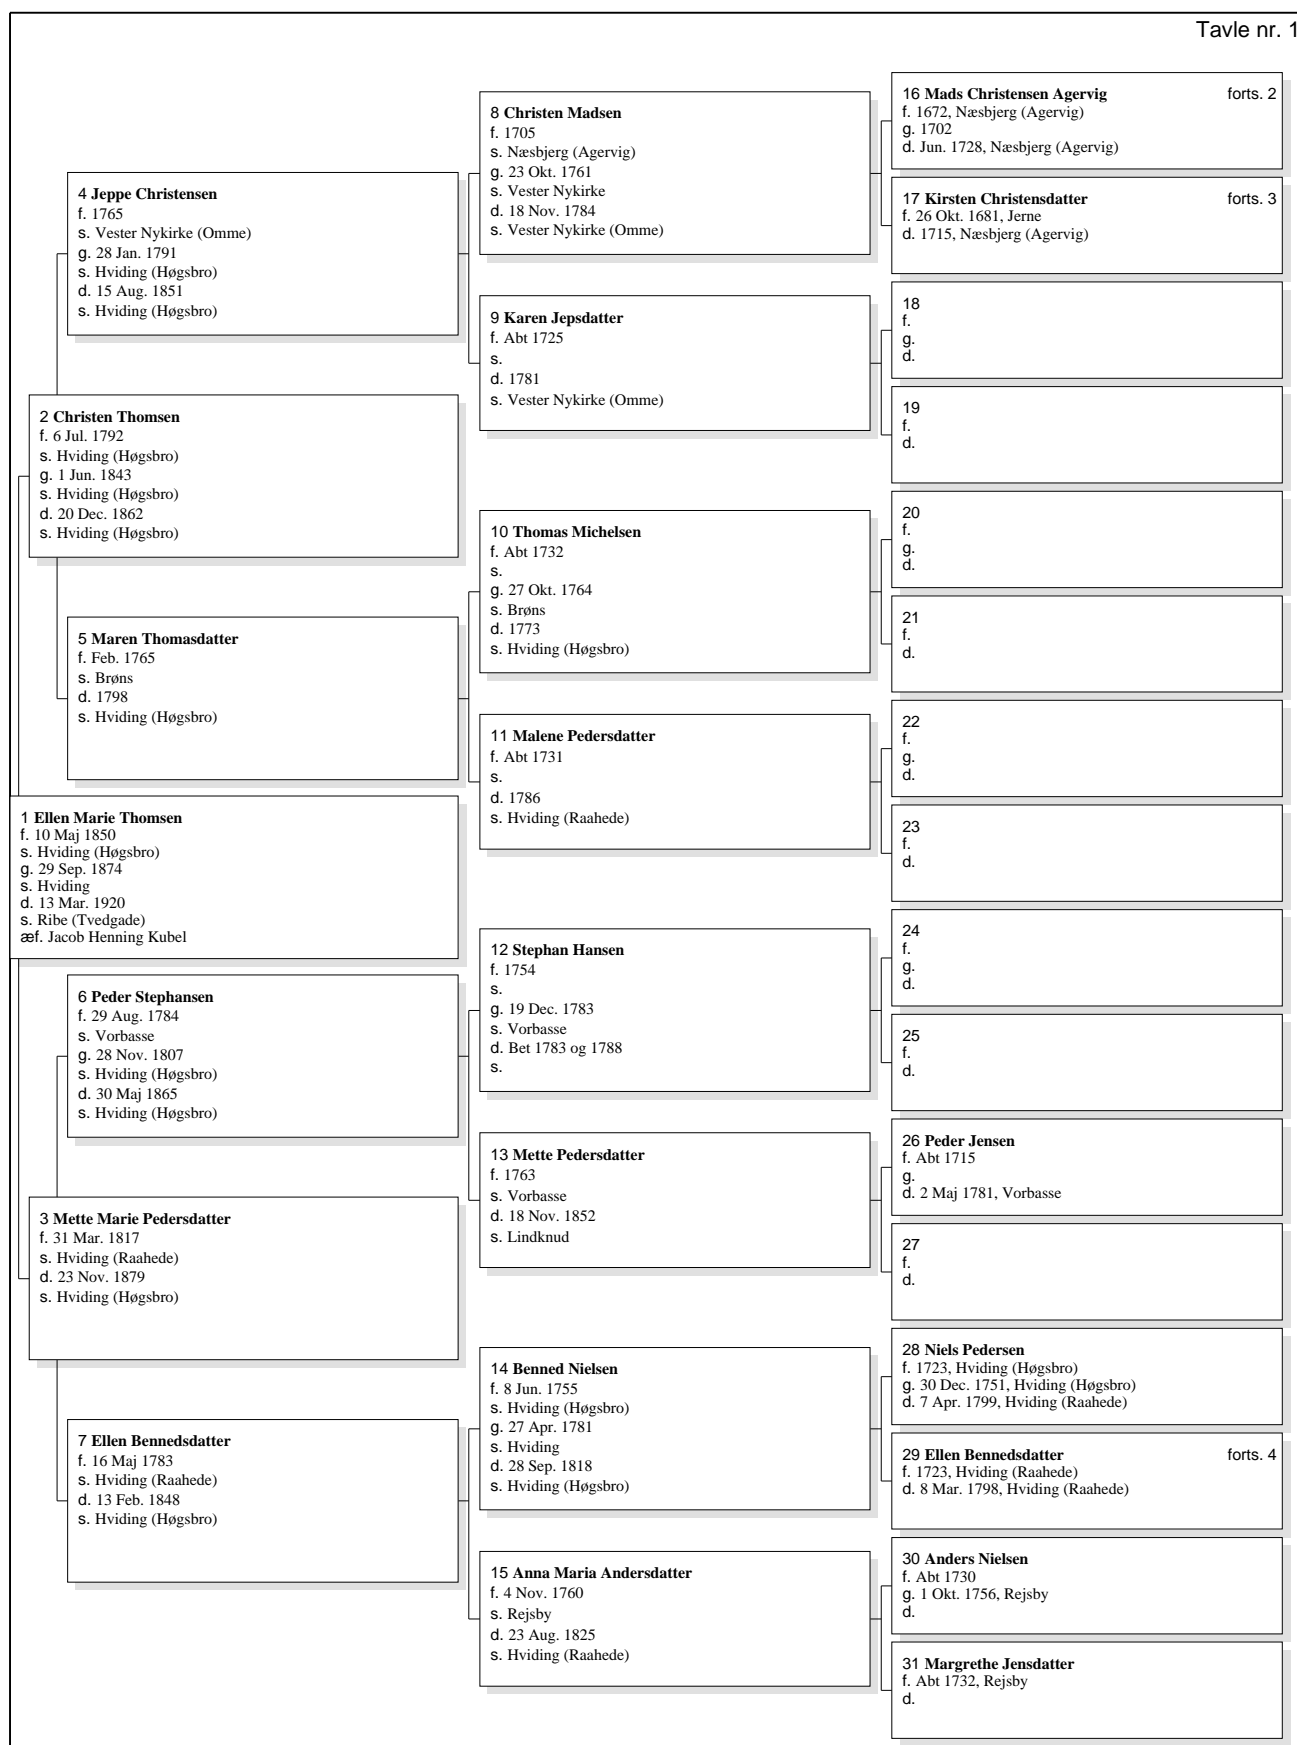 Tavle nr. 1
1 Ellen Marie Thomsen
f. 10 Maj 1850
s. Hviding (Høgsbro)
g. 29 Sep. 1874
s. Hviding
d. 13 Mar. 1920
s. Ribe (Tvedgade)
æf. Jacob Henning Kubel
2 Christen Thomsen
f. 6 Jul. 1792
s. Hviding (Høgsbro)
g. 1 Jun. 1843
s. Hviding (Høgsbro)
d. 20 Dec. 1862
s. Hviding (Høgsbro)
3 Mette Marie Pedersdatter
f. 31 Mar. 1817
s. Hviding (Raahede)
d. 23 Nov. 1879
s. Hviding (Høgsbro)
4 Jeppe Christensen
f. 1765
s. Vester Nykirke (Omme)
g. 28 Jan. 1791
s. Hviding (Høgsbro)
d. 15 Aug. 1851
s. Hviding (Høgsbro)
5 Maren Thomasdatter
f. Feb. 1765
s. Brøns
d. 1798
s. Hviding (Høgsbro)
6 Peder Stephansen
f. 29 Aug. 1784
s. Vorbasse
g. 28 Nov. 1807
s. Hviding (Høgsbro)
d. 30 Maj 1865
s. Hviding (Høgsbro)
7 Ellen Bennedsdatter
f. 16 Maj 1783
s. Hviding (Raahede)
d. 13 Feb. 1848
s. Hviding (Høgsbro)
8 Christen Madsen
f. 1705
s. Næsbjerg (Agervig)
g. 23 Okt. 1761
s. Vester Nykirke
d. 18 Nov. 1784
s. Vester Nykirke (Omme)
9 Karen Jepsdatter
f. Abt 1725
s.
d. 1781
s. Vester Nykirke (Omme)
10 Thomas Michelsen
f. Abt 1732
s.
g. 27 Okt. 1764
s. Brøns
d. 1773
s. Hviding (Høgsbro)
11 Malene Pedersdatter
f. Abt 1731
s.
d. 1786
s. Hviding (Raahede)
12 Stephan Hansen
f. 1754
s.
g. 19 Dec. 1783
s. Vorbasse
d. Bet 1783 og 1788
s.
13 Mette Pedersdatter
f. 1763
s. Vorbasse
d. 18 Nov. 1852
s. Lindknud
14 Benned Nielsen
f. 8 Jun. 1755
s. Hviding (Høgsbro)
g. 27 Apr. 1781
s. Hviding
d. 28 Sep. 1818
s. Hviding (Høgsbro)
15 Anna Maria Andersdatter
f. 4 Nov. 1760
s. Rejsby
d. 23 Aug. 1825
s. Hviding (Raahede)
16 Mads Christensen Agervig forts. 2
f. 1672, Næsbjerg (Agervig)
g. 1702
d. Jun. 1728, Næsbjerg (Agervig)
17 Kirsten Christensdatter forts. 3
f. 26 Okt. 1681, Jerne
d. 1715, Næsbjerg (Agervig)
18
f.
g.
d.
19
f.
d.
20
f.
g.
d.
21
f.
d.
22
f.
g.
d.
23
f.
d.
24
f.
g.
d.
25
f.
d.
26 Peder Jensen
f. Abt 1715
g.
d. 2 Maj 1781, Vorbasse
27
f.
d.
28 Niels Pedersen
f. 1723, Hviding (Høgsbro)
g. 30 Dec. 1751, Hviding (Høgsbro)
d. 7 Apr. 1799, Hviding (Raahede)
29 Ellen Bennedsdatter forts. 4
f. 1723, Hviding (Raahede)
d. 8 Mar. 1798, Hviding (Raahede)
30 Anders Nielsen
f. Abt 1730
g. 1 Okt. 1756, Rejsby
d.
31 Margrethe Jensdatter
f. Abt 1732, Rejsby
d.